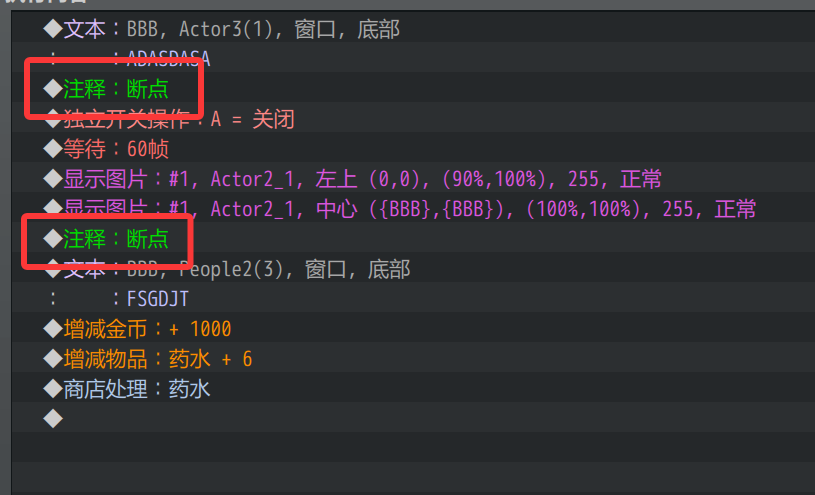 ◆文本：BBB, Actor3(1), 窗口, 底部
：　　：ADASDASA
◆注释：断点
◆独立开关操作：A = 关闭
◆等待：60帧
◆显示图片：#1, Actor2_1, 左上 (0,0), (90%,100%), 255, 正常
◆显示图片：#1, Actor2_1, 中心 ({BBB},{BBB}), (100%,100%), 255, 正常
◆注释：断点
◆文本：BBB, People2(3), 窗口, 底部
：　　：FSGDJT
◆增减金币：+ 1000
◆增减物品：药水 + 6
◆商店处理：药水
◆